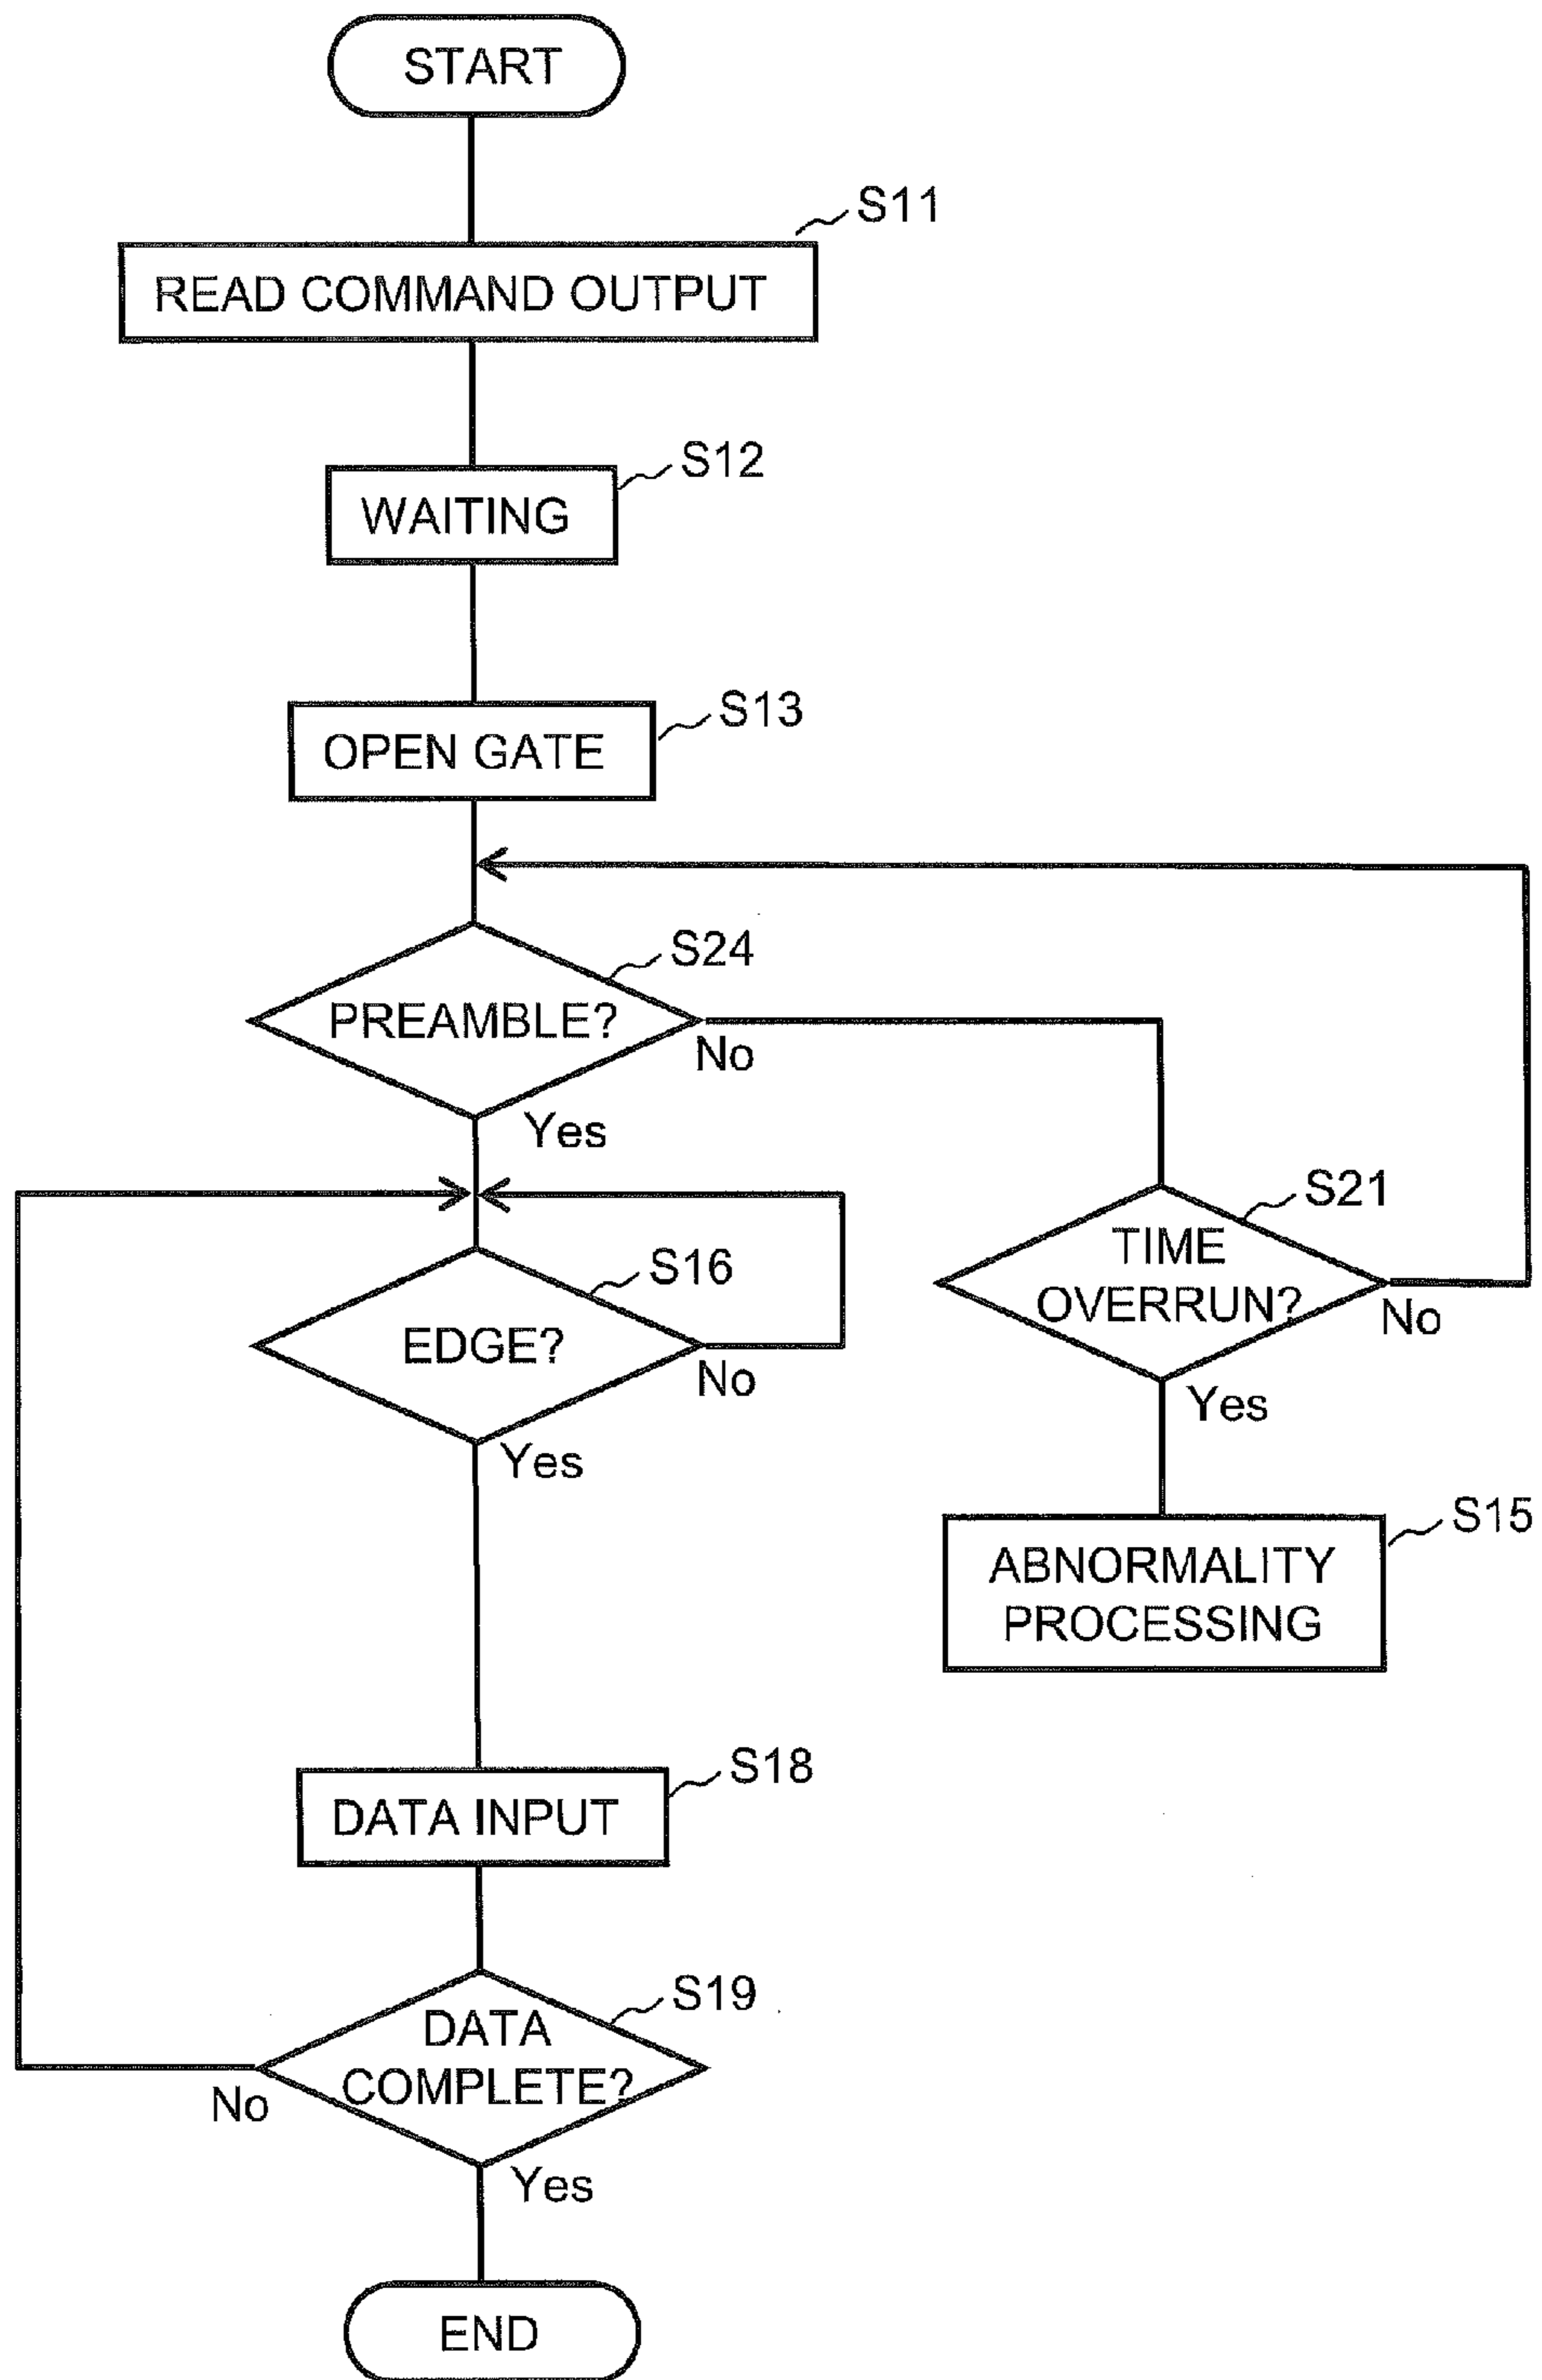 START
S11
READ COMMAND OUTPUT
S12
WAITING
S13
OPEN GATE
S24
PREAMBLE?
No
Yes
S21
TIME
OVERRUN?
No
Yes
S16
EDGE?
No
Yes
S15
ABNORMALITY
PROCESSING
S18
DATA INPUT
S19
DATA
COMPLETE?
No
Yes
END